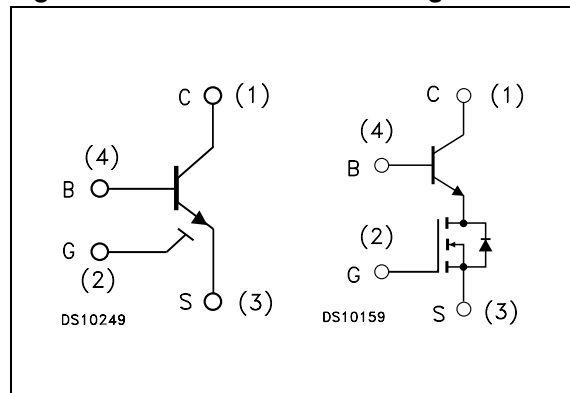 C (1)
(4)
B
G
(2)
S (3)
DS10249
C (1)
(4)
B
(2)
G
S (3)
DS10159